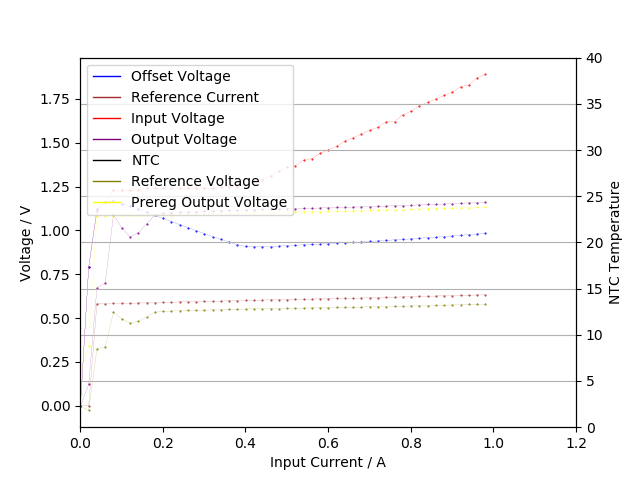 Offset Voltage
Reference Current
Input Voltage
Output Voltage
NTC
Reference Voltage
Prereg Output Voltage
Voltage / V
1.75
1.50
1.25
1.00
0.75
0.50
0.25
0.00
0.0
0.2
0.4
0.6
0.8
1.0
1.2
Input Current / A
40
35
30
25
20
15
10
5
0
NTC Temperature